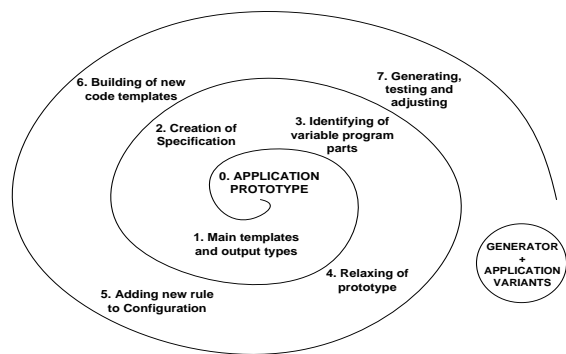 0. APPLICATION
PROTOTYPE
1. Main templates
and output types
2. Creation of
Specification
3. Identifying of
variable program
parts
4. Relaxing of
prototype
5. Adding new rule
to Configuration
6. Building of new
code templates
7. Generating,
testing and
adjusting
GENERATOR
+
APPLICATION
VARIANTS